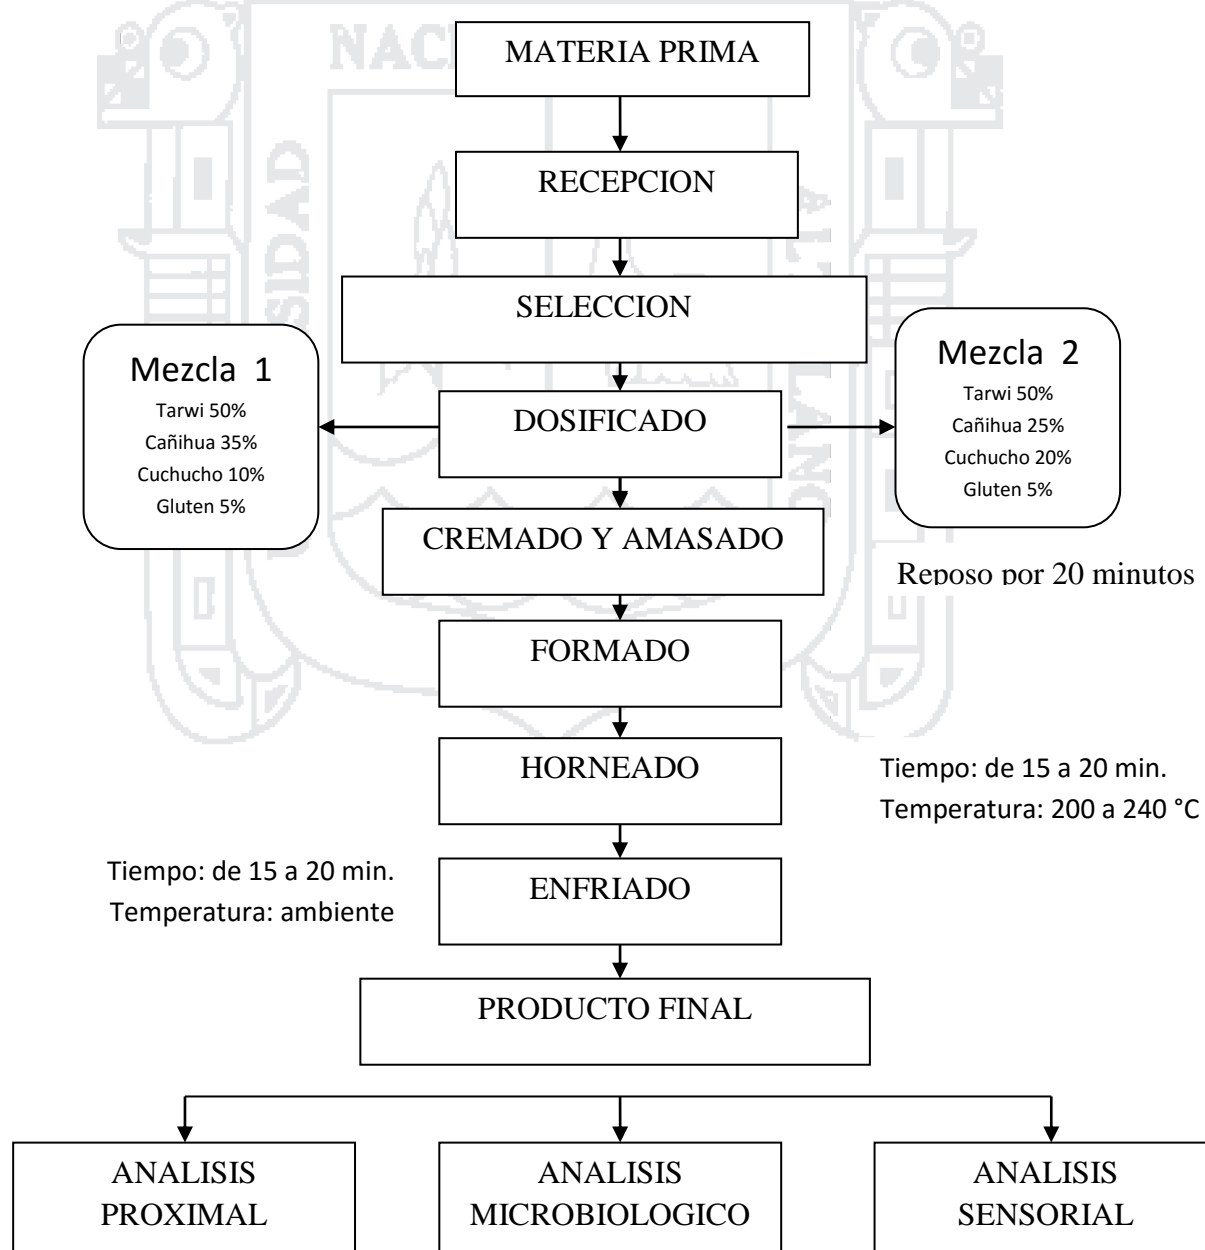 NAC
SIDAD
ALTIPLANO
MATERIA PRIMA
RECEPCION
SELECCION
Mezcla 1
Tarwi 50%
Cañihua 35%
Cuchucho 10%
Gluten 5%
DOSIFICADO
Mezcla 2
Tarwi 50%
Cañihua 25%
Cuchucho 20%
Gluten 5%
CREMADO Y AMASADO
Reposo por 20 minutos
FORMADO
HORNEADO
Tiempo: de 15 a 20 min.
Temperatura: 200 a 240 °C
Tiempo: de 15 a 20 min.
Temperatura: ambiente
ENFRIADO
PRODUCTO FINAL
ANALISIS
PROXIMAL
ANALISIS
MICROBIOLOGICO
ANALISIS
SENSORIAL